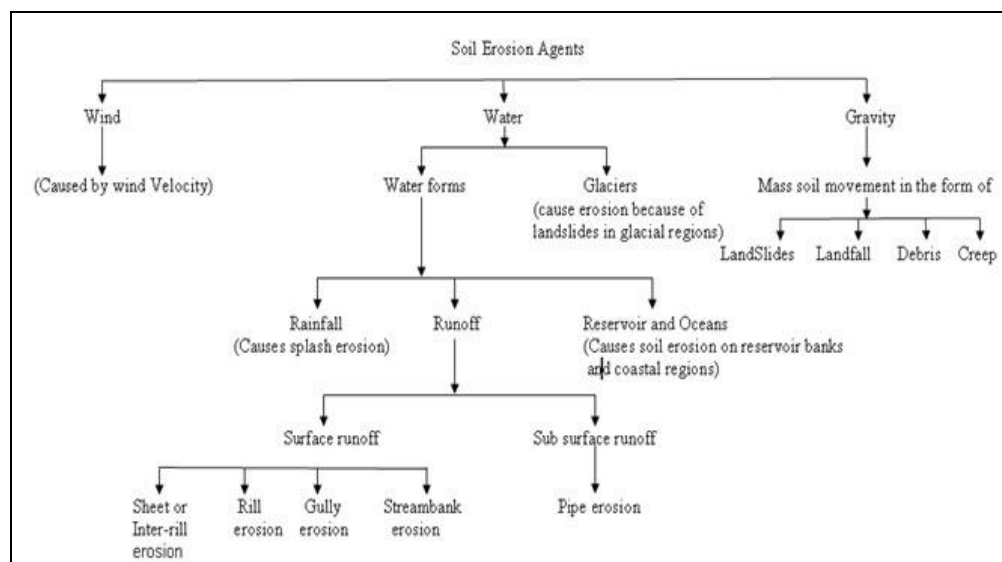 Soil Erosion Agents
Wind
Water
Gravity
(Caused by wind Velocity)
Water forms
Glaciers
(cause erosion because of
landslides in glacial regions)
Mass soil movement in the form of
LandSlides
Landfall
Debris
Creep
Rainfall
(Causes splash erosion)
Runoff
Reservoir and Oceans
(Causes soil erosion on reservoir banks
and coastal regions)
Surface runoff
Sub surface runoff
Sheet or
Inter-rill
erosion
Rill
erosion
Gully
erosion
Streambank
erosion
Pipe erosion